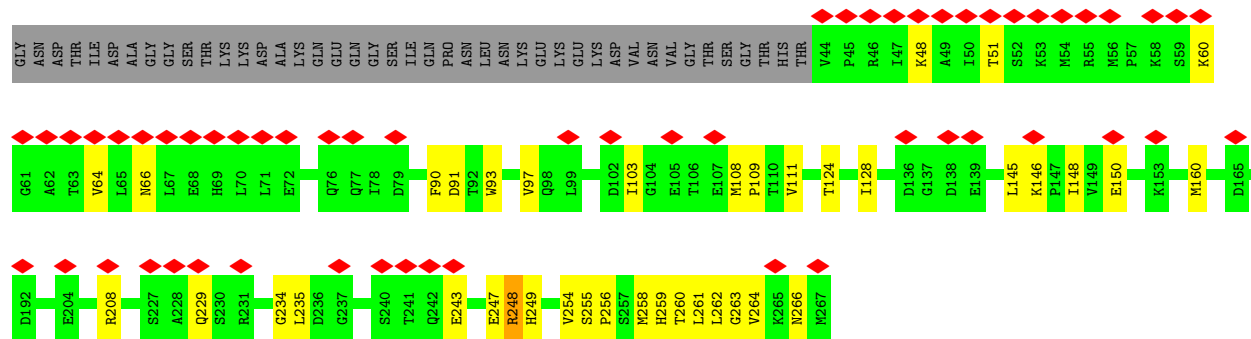 GLY ASN ASP THR ILE ASP ALA GLY GLY SER THR LYS LYS ASP ALA LYS GLN GLU GLN GLY SER ILE GLN PRO ASN LEU ASN ASN LYS GLU LYS GLU LYS ASP VAL ASN VAL GLY THR SER GLY THR HIS THR V44 P45 R46 I47 K48 A49 I50 T51 S52 K53 M54 R55 M56 P57 K58 S59 K60
G61 A62 T63 V64 L65 N66 L67 E68 H69 L70 L71 E72 Q76 Q77 I78 D79 F90 D91 T92 W93 V97 Q98 L99 D102 I103 G104 E105 T106 E107 M108 P109 T110 V111 T124 I128 D136 G137 D138 E139 L145 K146 P147 I148 V149 E150 K153 M160 D165
D192 E204 R208 S227 A228 Q229 S230 R231 G234 L235 D236 G237 S240 T241 Q242 E243 E247 R248 H249 V254 S255 P256 S257 M258 H259 T260 L261 L262 G263 V264 K265 N266 M267